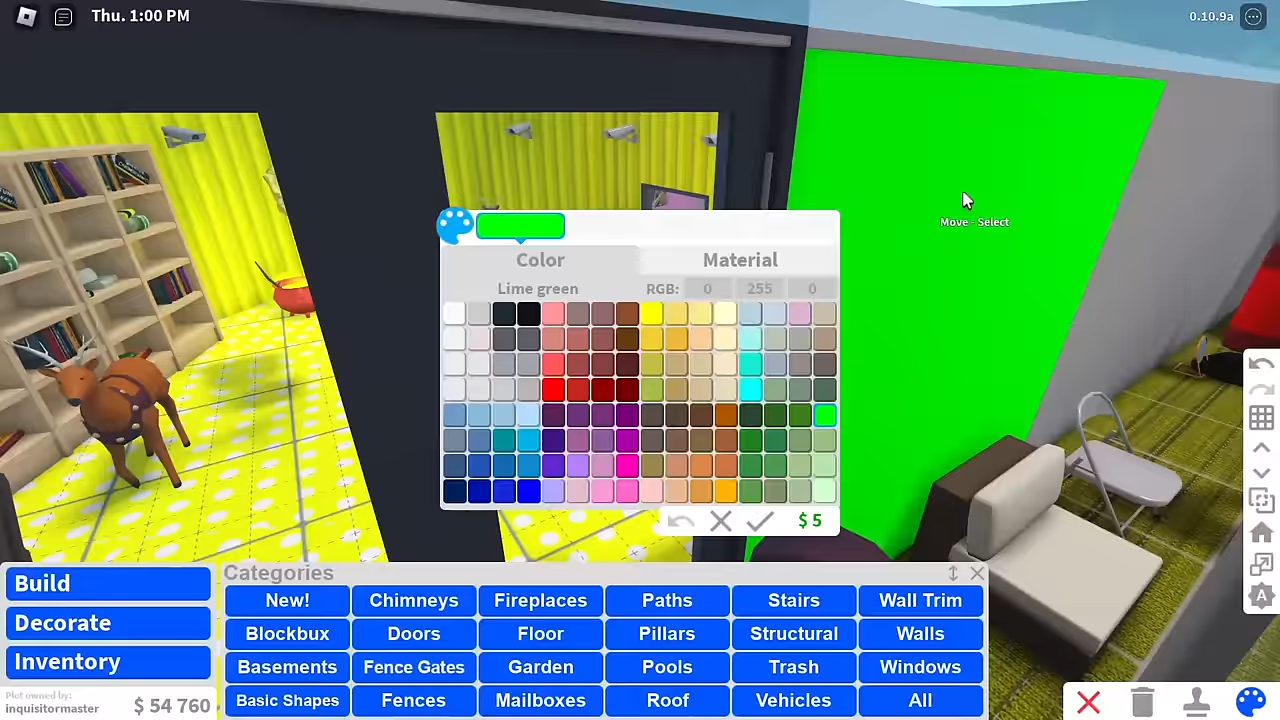 Thu. 1:00 PM
0.10.9a
Move - Select
Color
Material
Lime green
RGB:
0
255
0
$ 5
Build
Decorate
Inventory
Plot owned by:
inquisitormaster
$ 54 760
Categories
New!
Chimneys
Fireplaces
Paths
Stairs
Wall Trim
Blockbux
Doors
Floor
Pillars
Structural
Walls
Basements
Fence Gates
Garden
Pools
Trash
Windows
Basic Shapes
Fences
Mailboxes
Roof
Vehicles
All
A